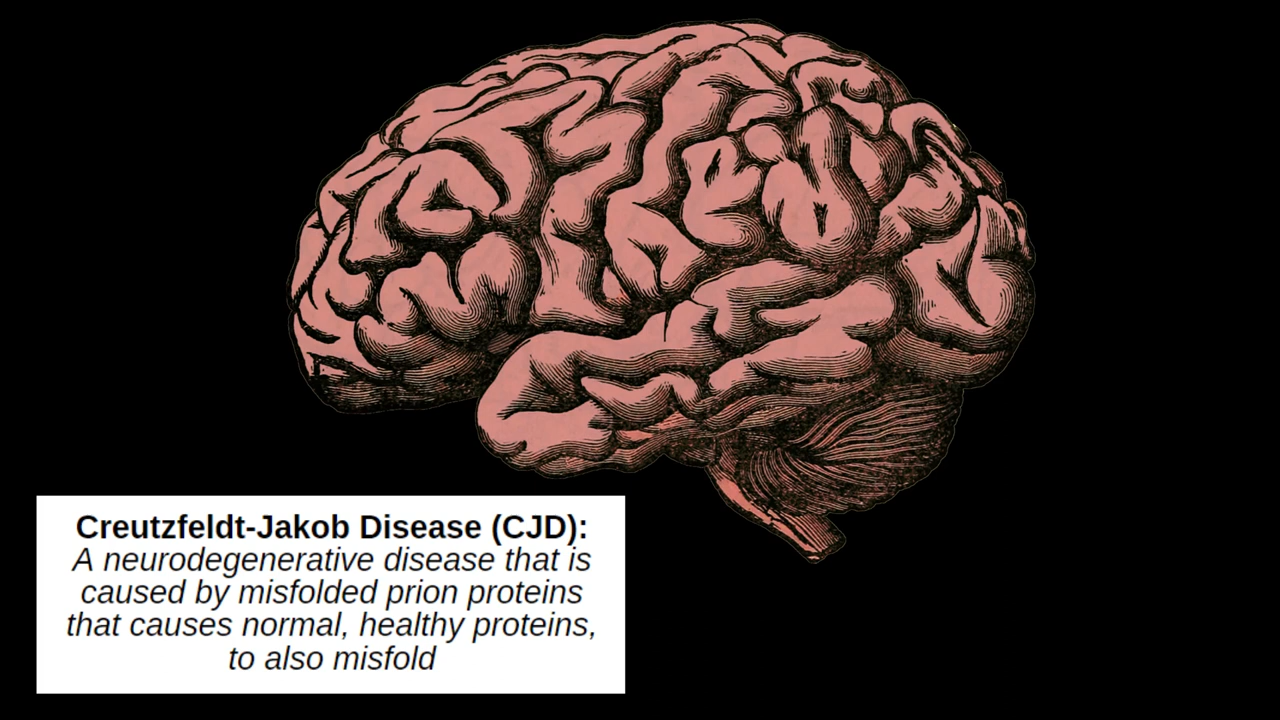 Creutzfeldt-Jakob Disease (CJD):
A neurodegenerative disease that is
caused by misfolded prion proteins
that causes normal, healthy proteins,
to also misfold